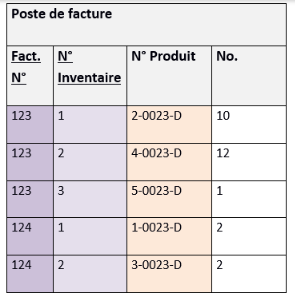 Poste de facture
Fact. N° Produit No.
N°
N° Inventaire
123 1 2-0023-D 10
123 2 4-0023-D 12
123 3 5-0023-D 1
124 1 1-0023-D 2
124 2 3-0023-D 2